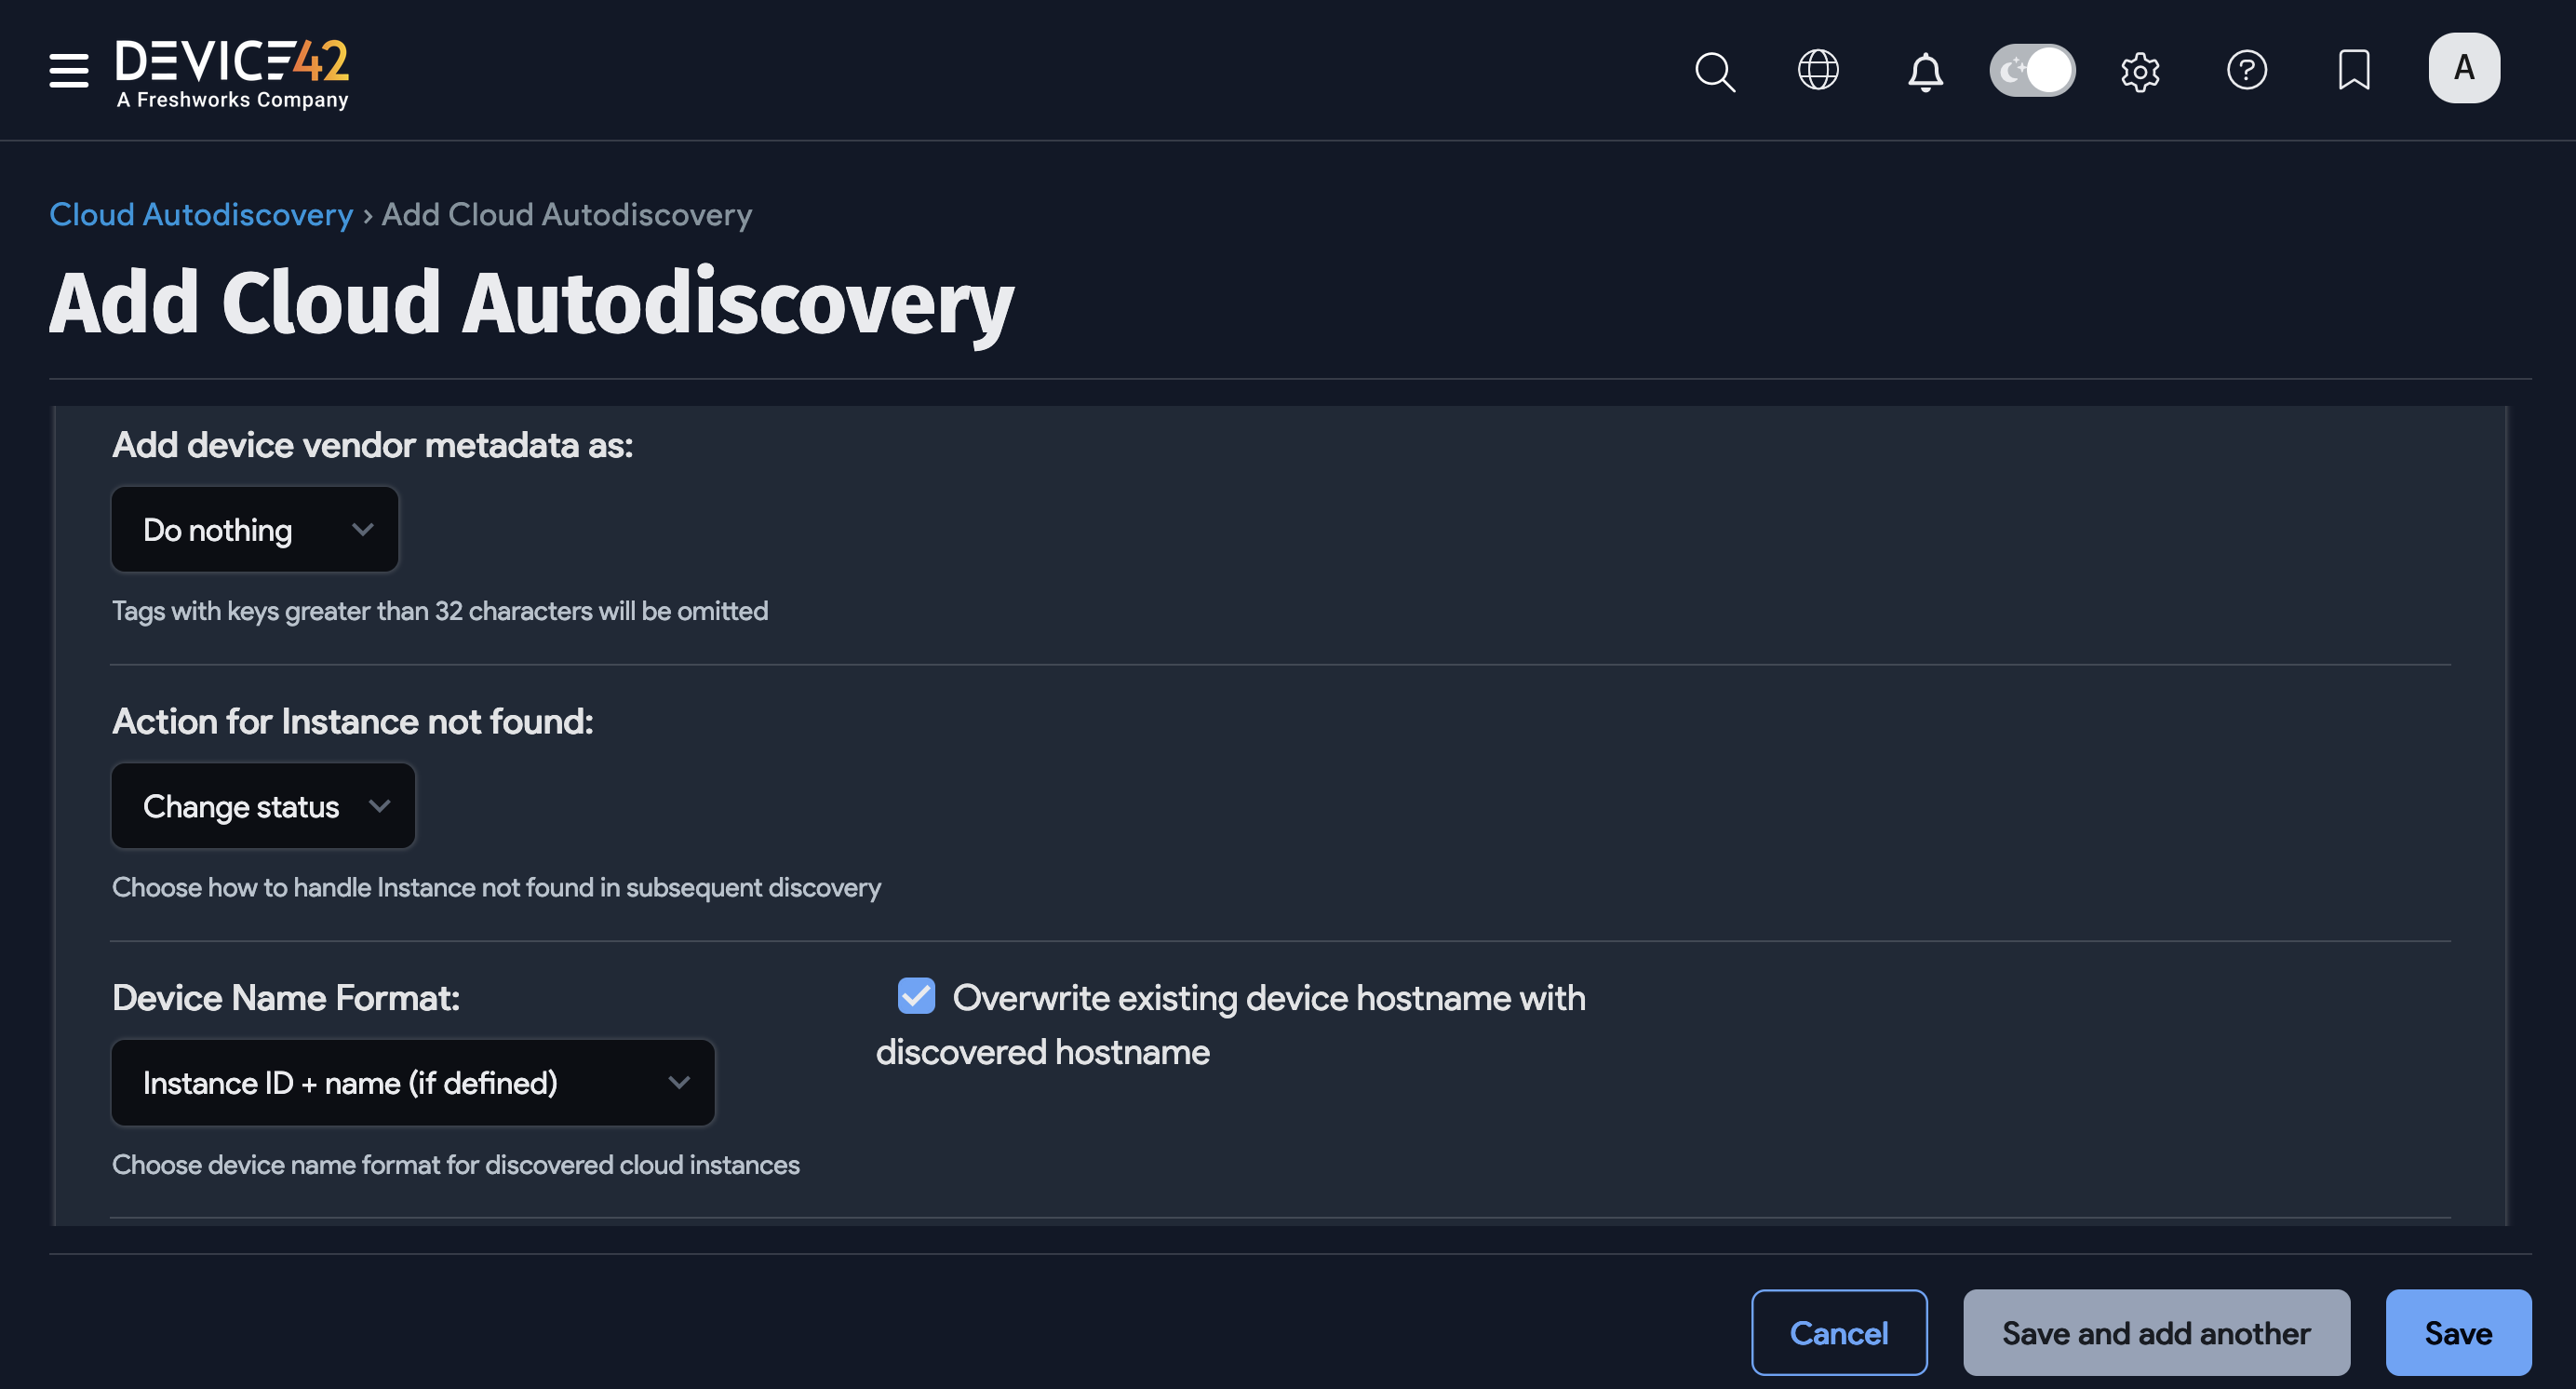 DEVICE42
A Freshworks Company
A
Cloud Autodiscovery › Add Cloud Autodiscovery
Add Cloud Autodiscovery
Add device vendor metadata as:
Do nothing
Tags with keys greater than 32 characters will be omitted
Action for Instance not found:
Change status
Choose how to handle Instance not found in subsequent discovery
Device Name Format:
Overwrite existing device hostname with
discovered hostname
Instance ID + name (if defined)
Choose device name format for discovered cloud instances
Cancel
Save and add another
Save